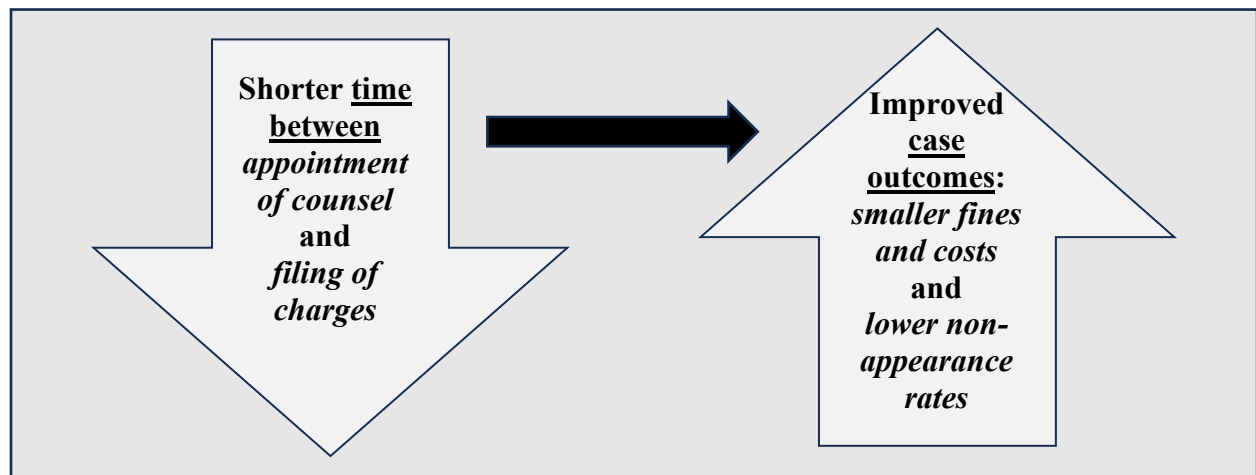 Shorter time
between
appointment
of counsel
and
filing of
charges
Improved
case
outcomes:
smaller fines
and costs
and
lower non-
appearance
rates